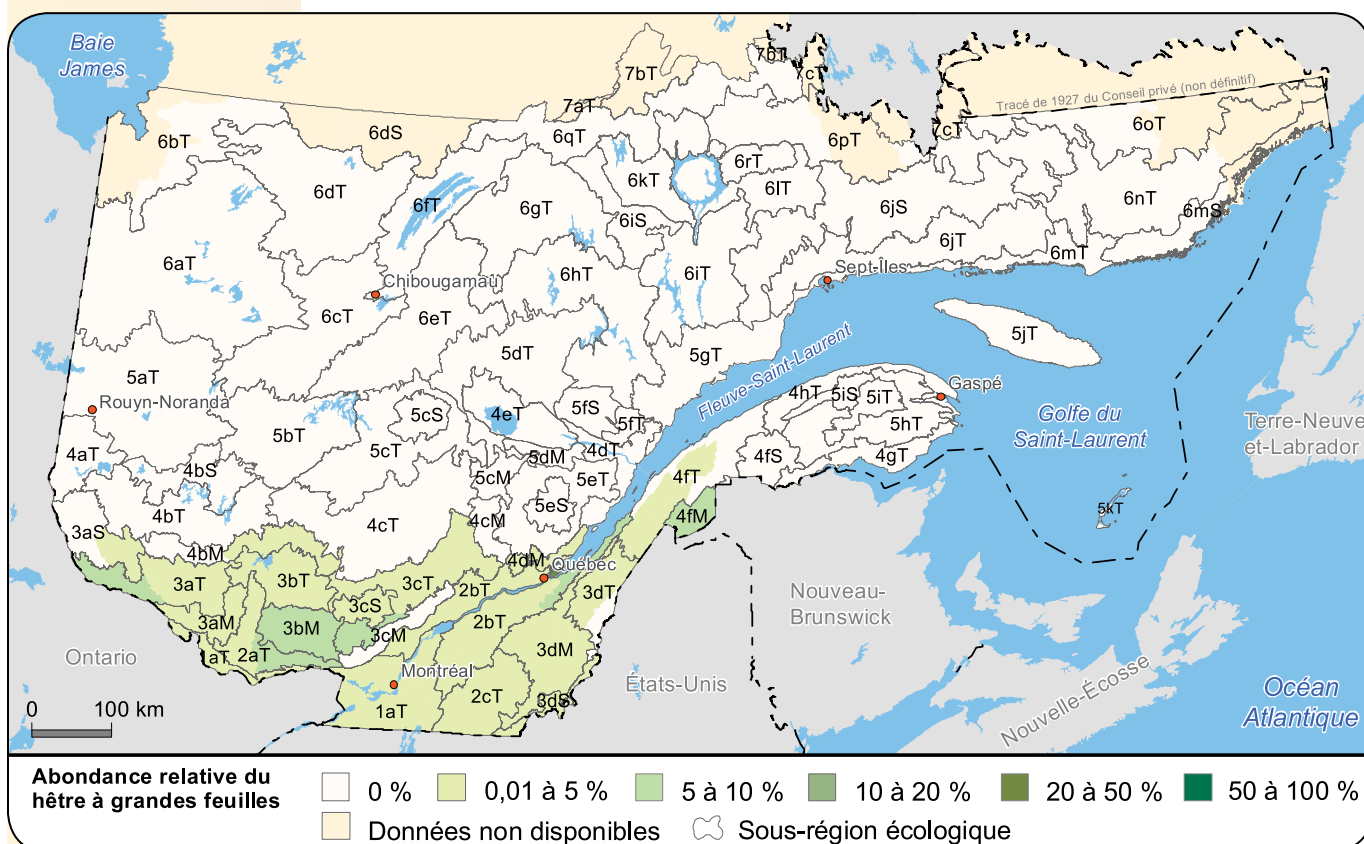 Baie
James
7bT
7bT
7cT
7aT
Tracé de 1927 du Conseil privé (non définitif)
6bT
6dS
6qT
6pT
7cT
6oT
6dT
6fT
6kT
6rT
6lT
6gT
6iS
6jS
6nT
6mS
6aT
6hT
6iT
6jT
6mT
Sept-Îles
Chibougamau
6cT
6eT
5jT
5dT
5gT
5aT
Rouyn-Noranda
Fleuve-Saint-Laurent
Gaspé
4hT
5iS
5iT
5cS
4eT
5fS
5fT
5hT
Golfe du
Saint-Laurent
Terre-Neuve
et-Labrador
5bT
4aT
4bS
5cT
5dM
4dT
4fS
4gT
5cM
5eT
4fT
5eS
5kT
3aS
4bT
4cT
4cM
4fM
4bM
4dM
Québec
3aT
3bT
3cT
2bT
3dT
3cS
Nouveau-
Brunswick
3aM
3bM
3cM
2bT
3dM
Ontario
1aT
2aT
Montréal
2cT
États-Unis
3dS
1aT
Nouvelle-Écosse
Océan
Atlantique
0 100 km
Abondance relative du
hêtre à grandes feuilles
0 %
0,01 à 5 %
5 à 10 %
10 à 20 %
20 à 50 %
50 à 100 %
Données non disponibles
Sous-région écologique